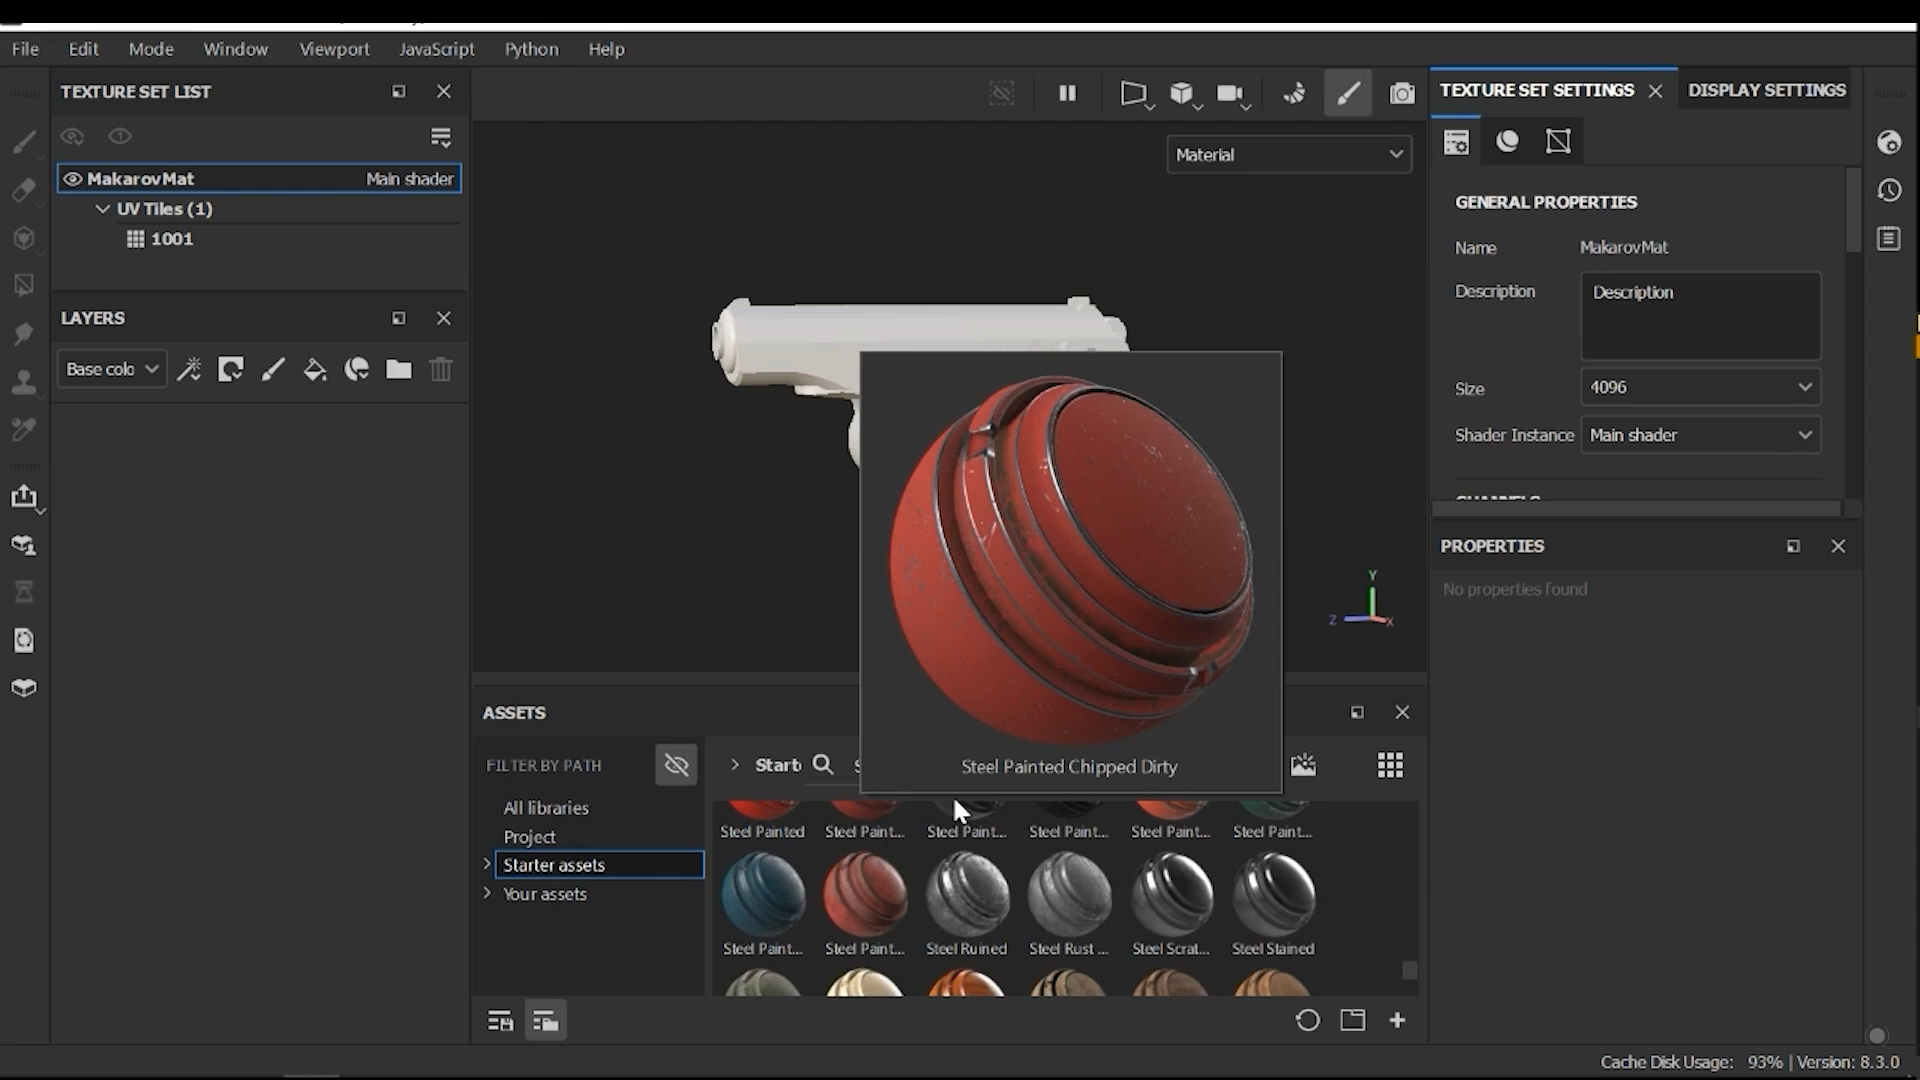 File Edit Mode Window Viewport JavaScript Python Help
TEXTURE SET LIST
MakarovMat Main shader
UV Tiles (1)
1001
LAYERS
Base colo
Material
Y
Z X
TEXTURE SET SETTINGS DISPLAY SETTINGS
GENERAL PROPERTIES
Name MakarovMat
Description Description
Size 4096
Shader Instance Main shader
CHANNELS
PROPERTIES
No properties found
ASSETS
FILTER BY PATH
All libraries
Project
Starter assets
Your assets
Start
Steel Painted Chipped Dirty
Steel Painted Steel Paint... Steel Paint... Steel Paint... Steel Paint... Steel Paint...
Steel Paint... Steel Paint... Steel Ruined Steel Rust ... Steel Scrat... Steel Stained
Cache Disk Usage: 93% | Version: 8.3.0